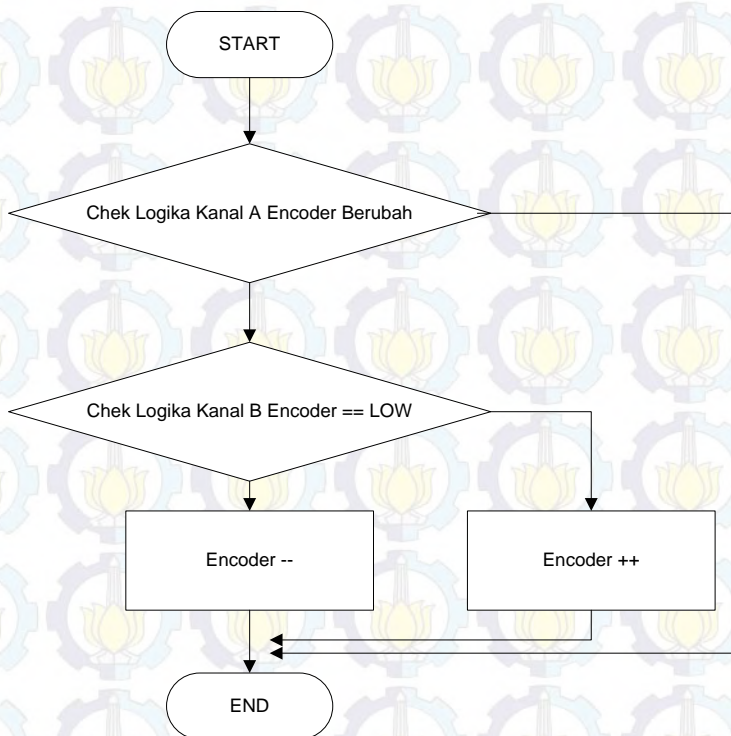 START
Chek Logika Kanal A Encoder Berubah
Chek Logika Kanal B Encoder == LOW
Encoder --
Encoder ++
END